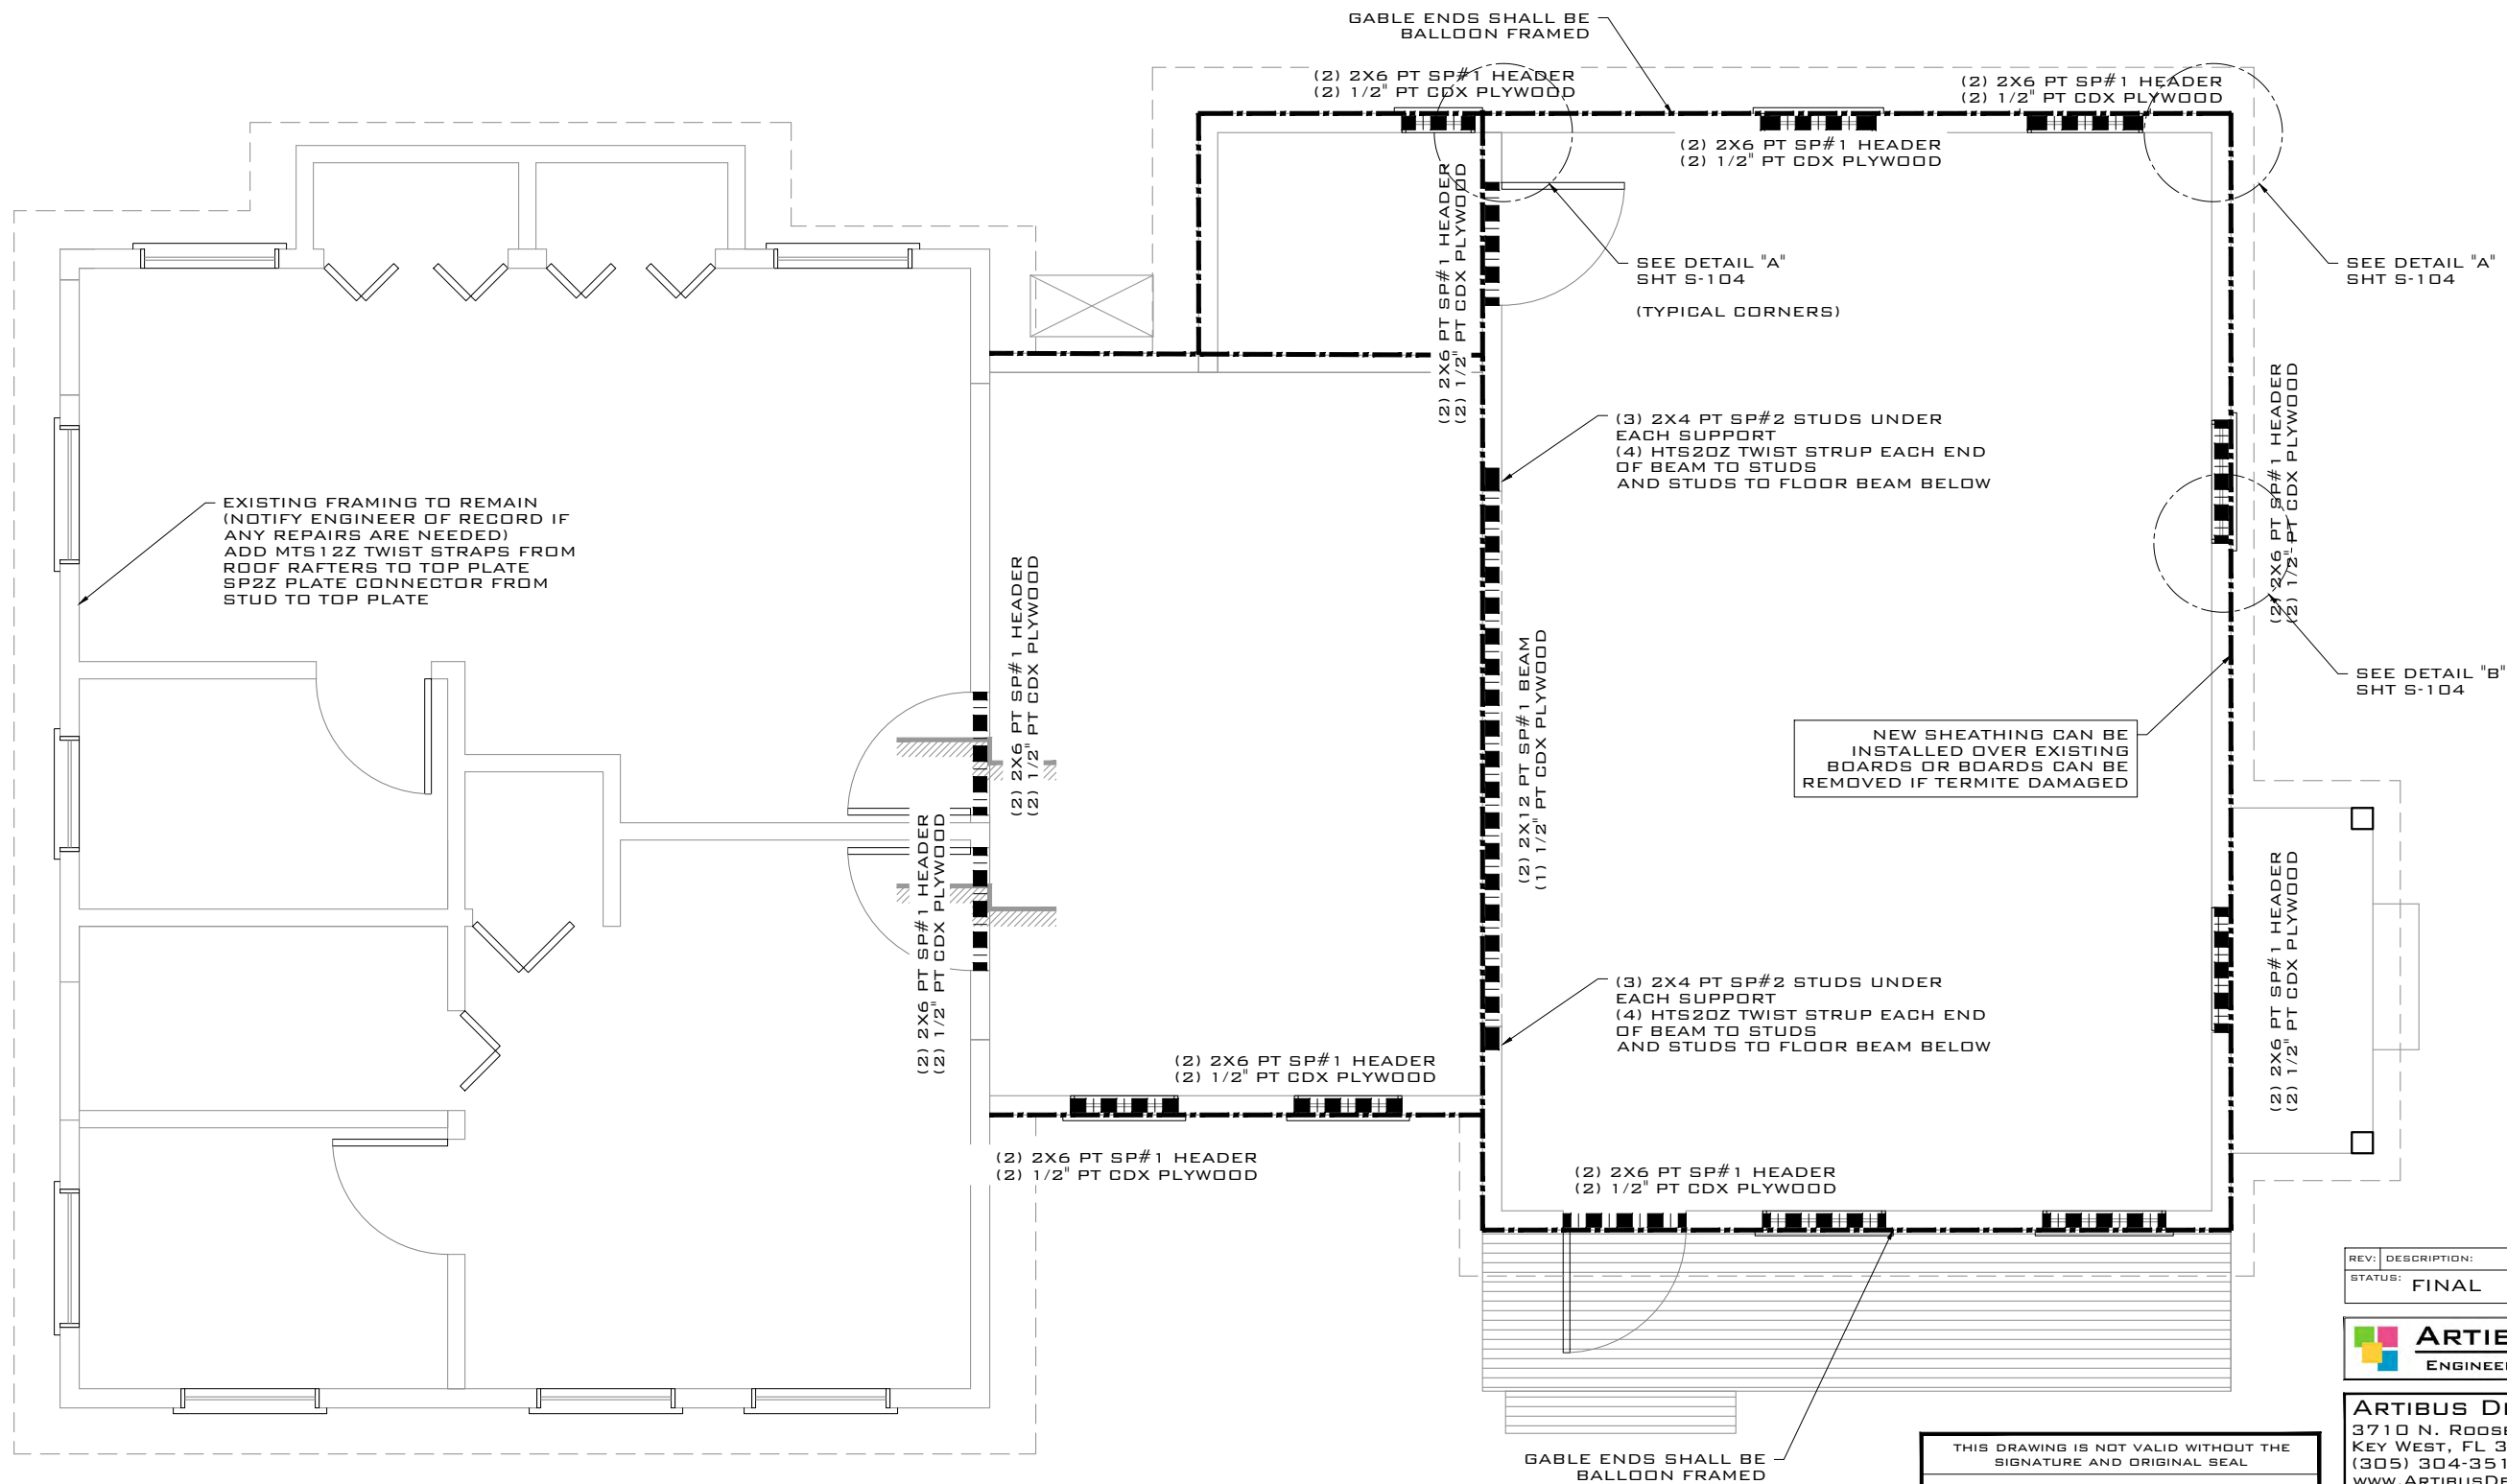 GABLE ENDS SHALL BE
BALLOON FRAMED
(2) 2X6 PT SP#1 HEADER
(2) 1/2" PT CDX PLYWOOD
(2) 2X6 PT SP#1 HEADER
(2) 1/2" PT CDX PLYWOOD
(2) 2X6 PT SP#1 HEADER
(2) 1/2" PT CDX PLYWOOD
(2) 2X6 PT SP#1 HEADER
(2) 1/2" PT CDX PLYWOOD
SEE DETAIL "A"
SHT S-104
(TYPICAL CORNERS)
SEE DETAIL "A"
SHT S-104
(2) 2X6 PT SP#1 HEADER
(2) 1/2" PT CDX PLYWOOD
(3) 2X4 PT SP#2 STUDS UNDER
EACH SUPPORT
(4) HTS20Z TWIST STRUP EACH END
OF BEAM TO STUDS
AND STUDS TO FLOOR BEAM BELOW
EXISTING FRAMING TO REMAIN
(NOTIFY ENGINEER OF RECORD IF
ANY REPAIRS ARE NEEDED)
ADD MTS12Z TWIST STRAPS FROM
ROOF RAFTERS TO TOP PLATE
SP2Z PLATE CONNECTOR FROM
STUD TO TOP PLATE
(2) 2X6 PT SP#1 HEADER
(2) 1/2" PT CDX PLYWOOD
(2) 2X12 PT SP#1 BEAM
(1) 1/2" PT CDX PLYWOOD
SEE DETAIL "B"
SHT S-104
NEW SHEATHING CAN BE
INSTALLED OVER EXISTING
BOARDS OR BOARDS CAN BE
REMOVED IF TERMITE DAMAGED
(2) 2X6 PT SP#1 HEADER
(2) 1/2" PT CDX PLYWOOD
(2) 2X6 PT SP#1 HEADER
(2) 1/2" PT CDX PLYWOOD
(3) 2X4 PT SP#2 STUDS UNDER
EACH SUPPORT
(4) HTS20Z TWIST STRUP EACH END
OF BEAM TO STUDS
AND STUDS TO FLOOR BEAM BELOW
(2) 2X6 PT SP#1 HEADER
(2) 1/2" PT CDX PLYWOOD
(2) 2X6 PT SP#1 HEADER
(2) 1/2" PT CDX PLYWOOD
(2) 2X6 PT SP#1 HEADER
(2) 1/2" PT CDX PLYWOOD
GABLE ENDS SHALL BE
BALLOON FRAMED
REV: DESCRIPTION:
STATUS: FINAL
ARTIBUS
3710 N.
KEY WEST, FL
(305) 304-351
THIS DRAWING IS NOT VALID WITHOUT THE
SIGNATURE AND ORIGINAL SEAL